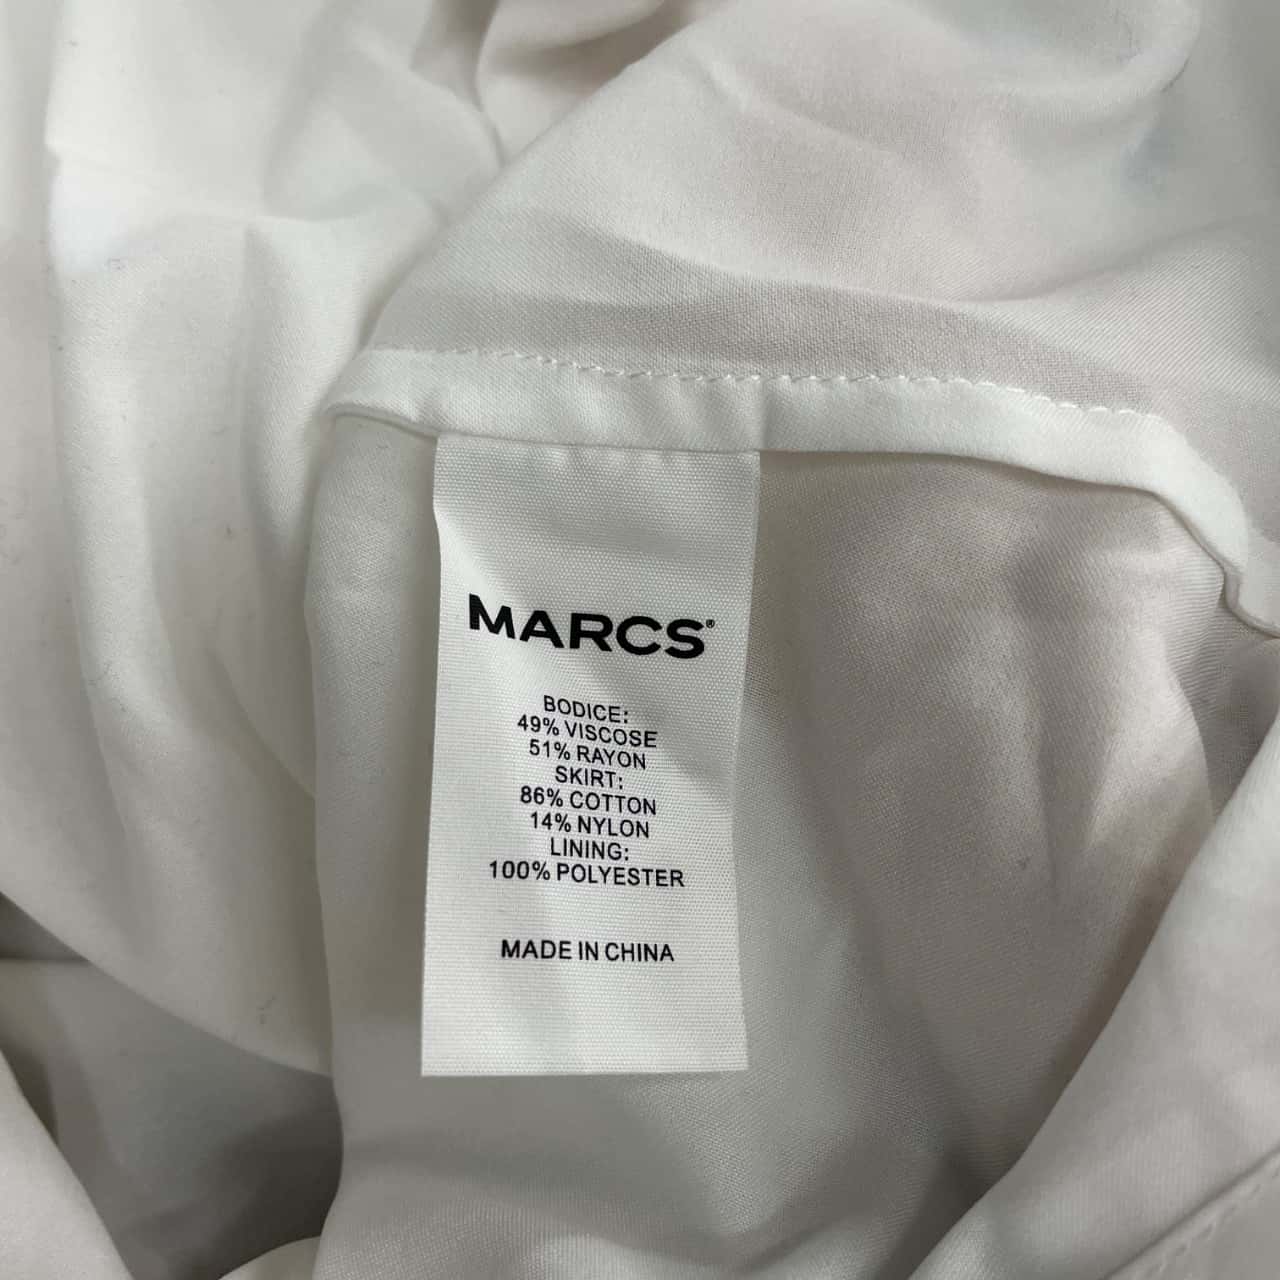 MARCS®
BODICE:
49% VISCOSE
51% RAYON
SKIRT:
86% COTTON
14% NYLON
LINING:
100% POLYESTER
MADE IN CHINA